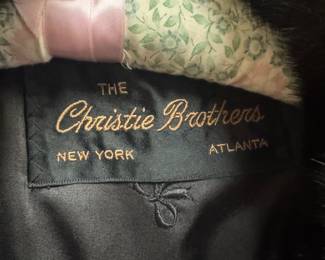 THE
Christie Brothers
NEW YORK ATLANTA